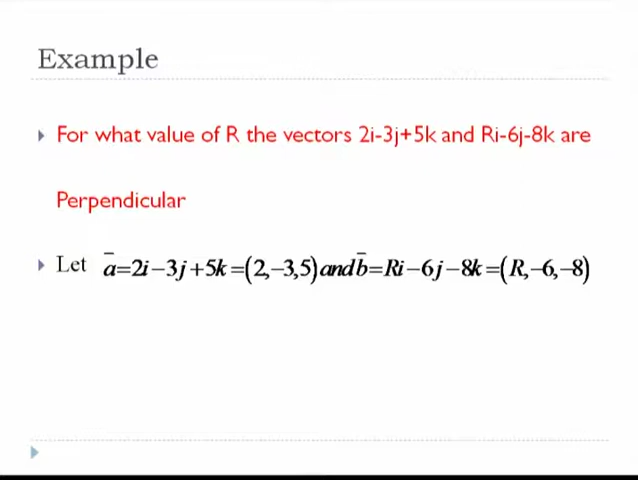 Example
For what value of R the vectors 2i-3j+5k and Ri-6j-8k are
Perpendicular
Let a̅=2i−3j+5k=(2,−3,5)andb̅=Ri−6j−8k=(R,−6,−8)